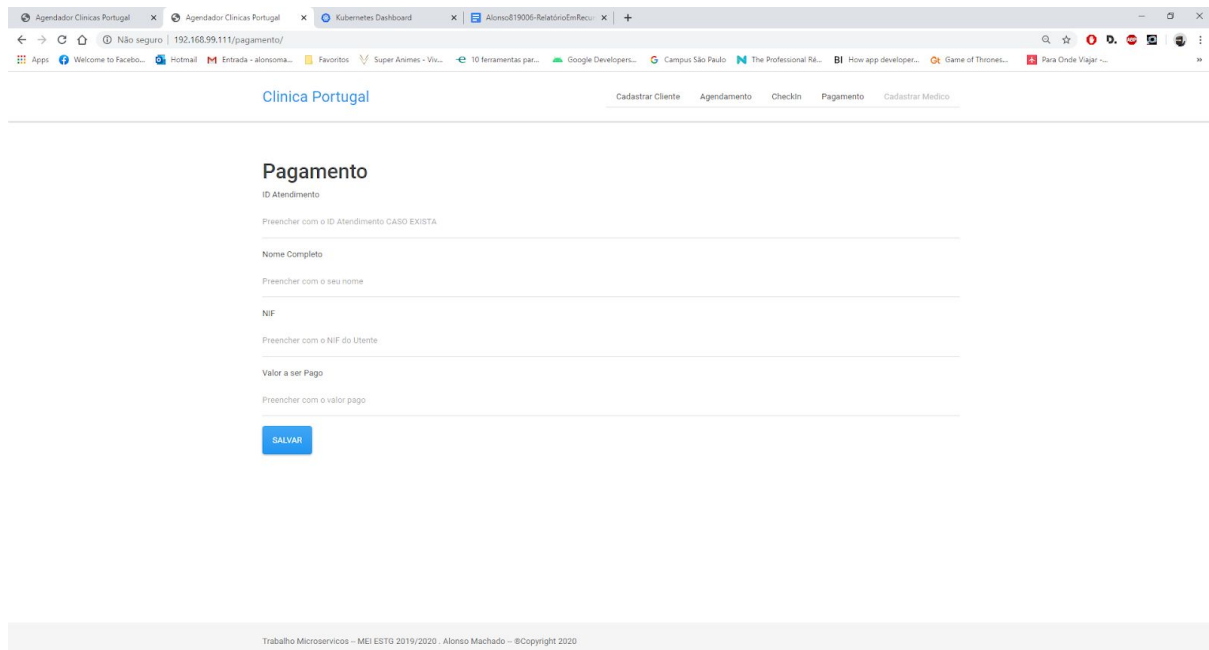 Agendador Clinicas Portugal
Agendador Clinicas Portugal
Kubernetes Dashboard
Alonso819006-RelatórioEmRecu
Não seguro | 192.168.99.111/pagamento/
Apps Welcome to Facebo... Hotmail Entrada - alonsoma... Favoritos Super Animes - Viv... 10 ferramentas par... Google Developers... Campus São Paulo The Professional Ré... BI How app developer... Gt Game of Thrones... Para Onde Viajar -... »
Clinica Portugal
Cadastrar Cliente Agendamento CheckIn Pagamento Cadastrar Medico
Pagamento
ID Atendimento
Preencher com o ID Atendimento CASO EXISTA
Nome Completo
Preencher com o seu nome
NIF
Preencher com o NIF do Utente
Valor a ser Pago
Preencher com o valor pago
SALVAR
Trabalho Microservicos -- MEI ESTG 2019/2020 . Alonso Machado -- ®Copyright 2020